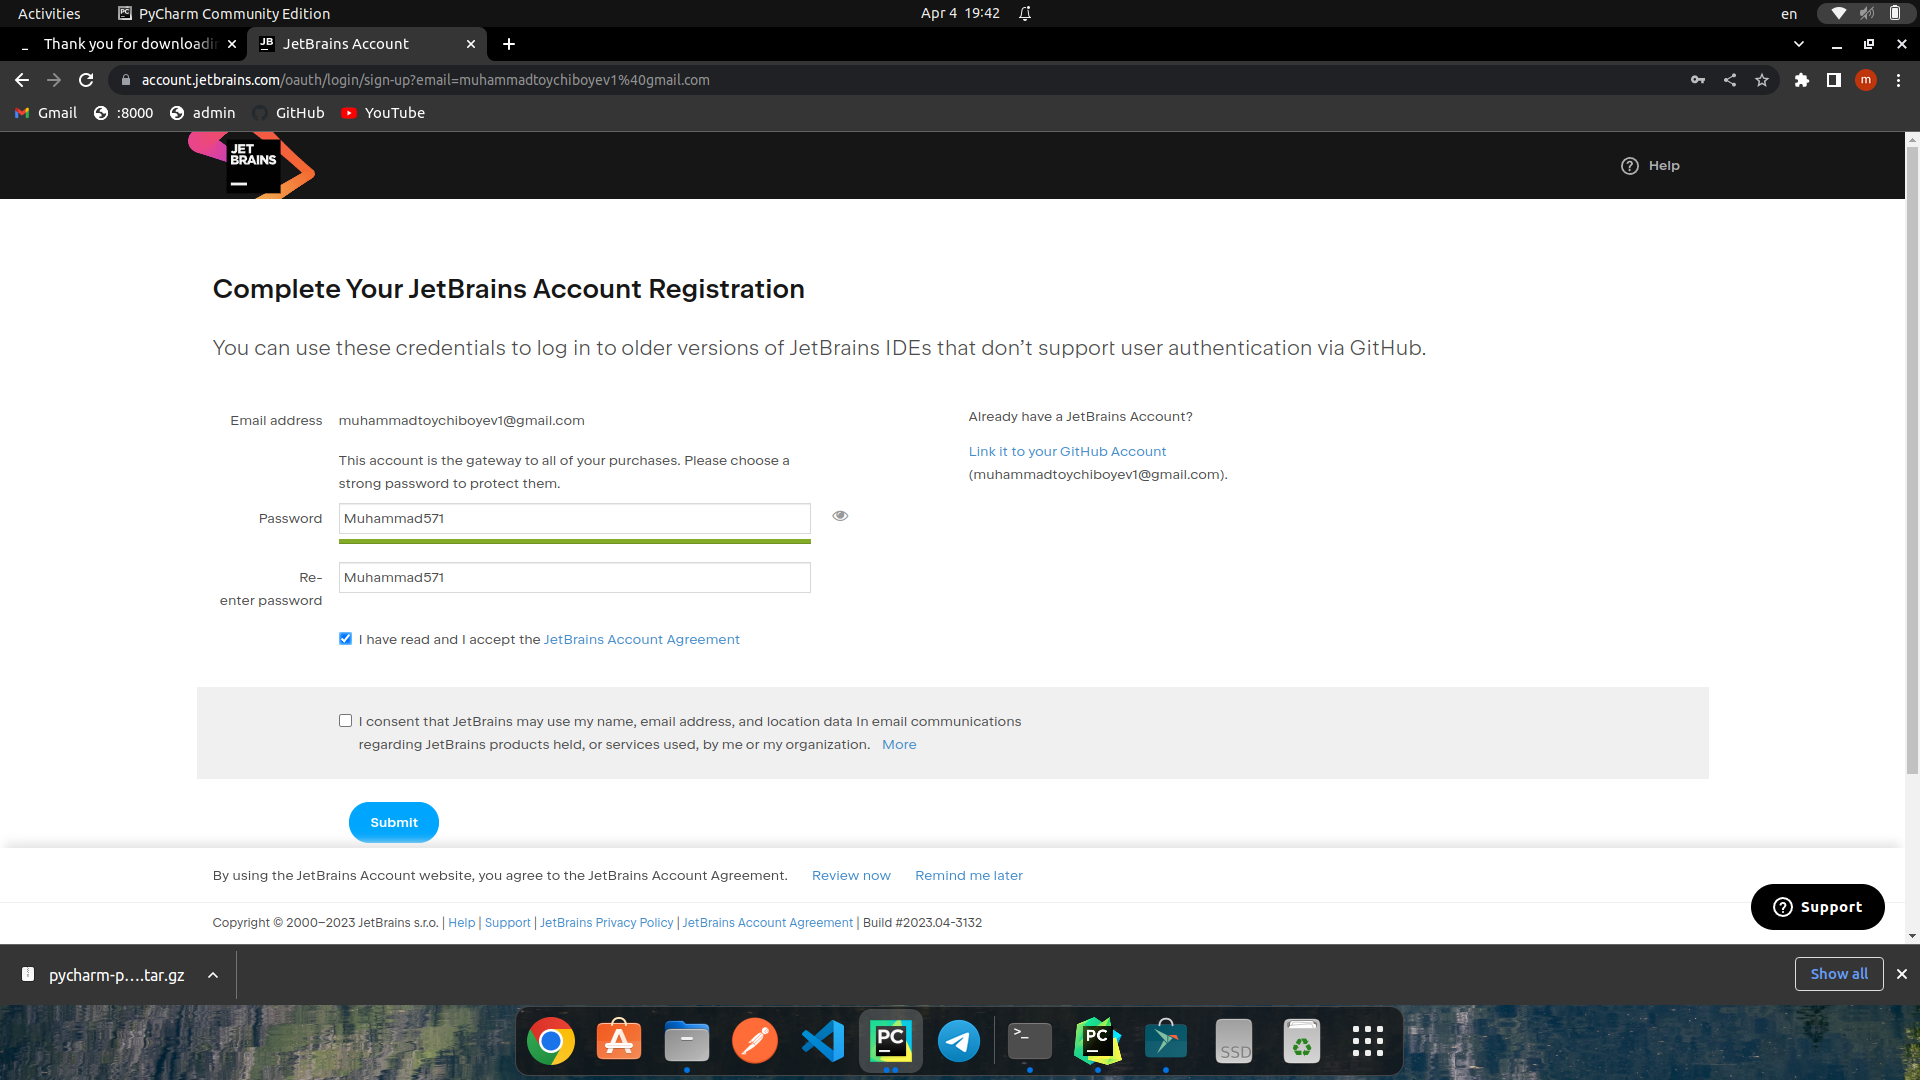 Activities
PyCharm Community Edition
Apr 4 19:42
en
Thank you for downloadin
JetBrains Account
account.jetbrains.com/oauth/login/sign-up?email=muhammadtoychiboyev1%40gmail.com
m
Gmail
:8000
admin
GitHub
YouTube
JET
BRAINS
Help
Complete Your JetBrains Account Registration
You can use these credentials to log in to older versions of JetBrains IDEs that don’t support user authentication via GitHub.
Email address
muhammadtoychiboyev1@gmail.com
This account is the gateway to all of your purchases. Please choose a
strong password to protect them.
Password
Muhammad571
Re-
enter password
Muhammad571
I have read and I accept the JetBrains Account Agreement
Already have a JetBrains Account?
Link it to your GitHub Account
(muhammadtoychiboyev1@gmail.com).
I consent that JetBrains may use my name, email address, and location data In email communications
regarding JetBrains products held, or services used, by me or my organization. More
Submit
By using the JetBrains Account website, you agree to the JetBrains Account Agreement.
Review now
Remind me later
Copyright © 2000–2023 JetBrains s.r.o. | Help | Support | JetBrains Privacy Policy | JetBrains Account Agreement | Build #2023.04-3132
Support
pycharm-p....tar.gz
Show all
PC
PC
SSD